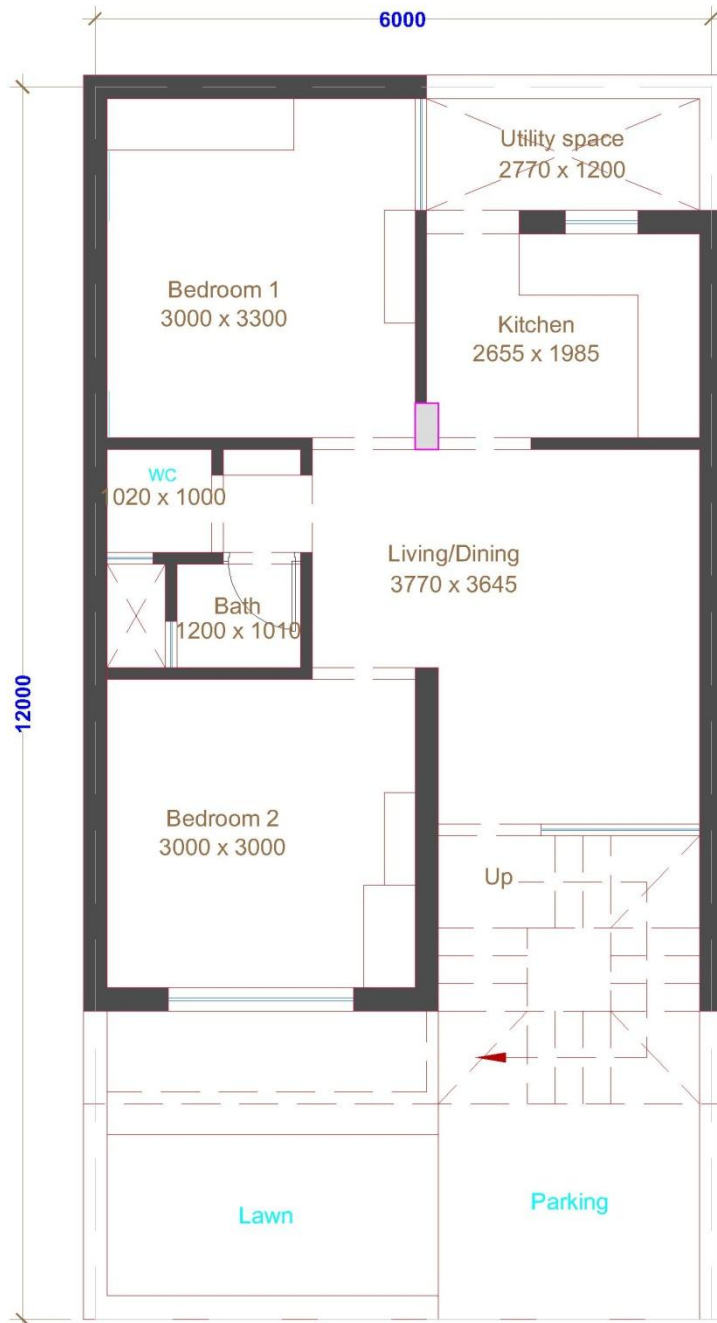 6000
Utility space
2770 x 1200
Bedroom 1
3000 x 3300
Kitchen
2655 x 1985
WC
1020 x 1000
Living/Dining
3770 x 3645
Bath
1200 x 1010
12000
Bedroom 2
3000 x 3000
Up
Lawn
Parking